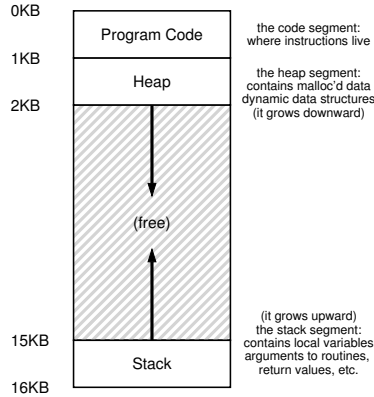 0KB
Program Code
the code segment:
where instructions live
1KB
Heap
the heap segment:
contains malloc'd data
dynamic data structures
(it grows downward)
2KB
(free)
(it grows upward)
the stack segment:
contains local variables
arguments to routines,
return values, etc.
15KB
Stack
16KB